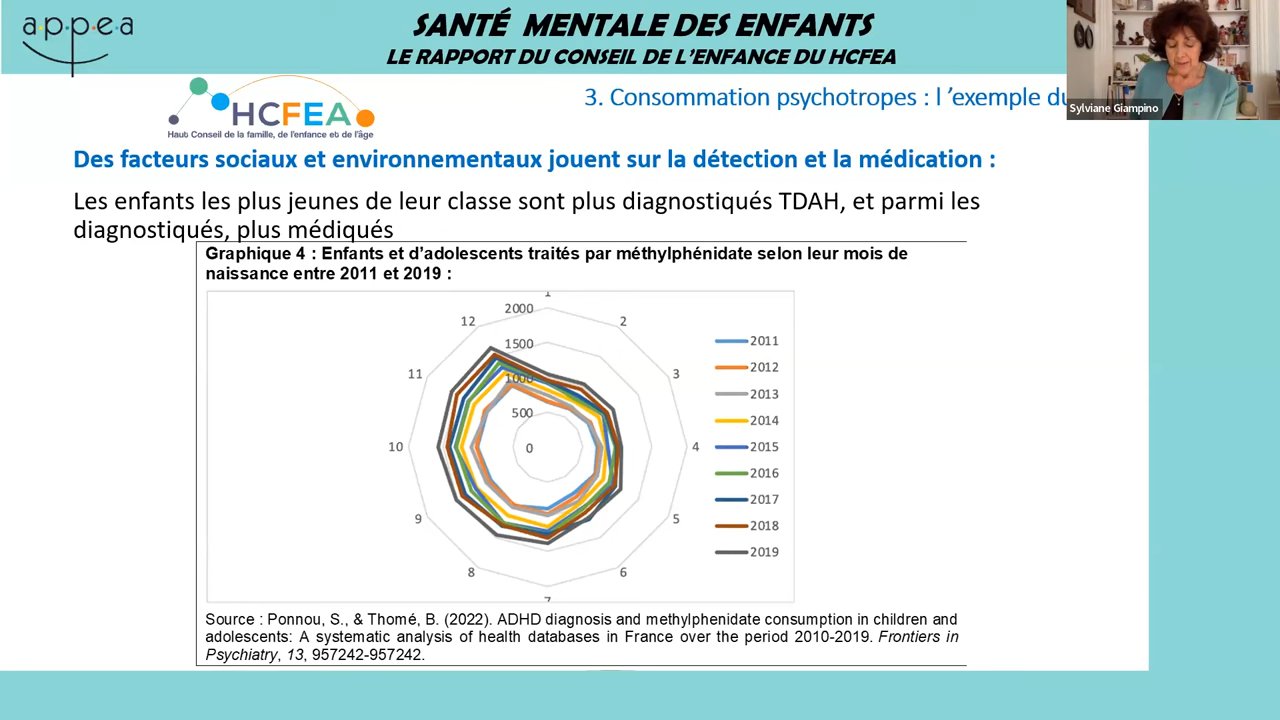 a·p·p·e·a
SANTÉ MENTALE DES ENFANTS
LE RAPPORT DU CONSEIL DE L'ENFANCE DU HCFEA
Sylviane Giampino
HCFEA
Haut Conseil de la famille, de l'enfance et de l'âge
3. Consommation psychotropes : l 'exemple du
Des facteurs sociaux et environnementaux jouent sur la détection et la médication :
Les enfants les plus jeunes de leur classe sont plus diagnostiqués TDAH, et parmi les
diagnostiqués, plus médiqués
Graphique 4 : Enfants et d'adolescents traités par méthylphénidate selon leur mois de
naissance entre 2011 et 2019 :
1
2
3
4
5
6
7
8
9
10
11
12
2000
1500
1000
500
0
2011
2012
2013
2014
2015
2016
2017
2018
2019
Source : Ponnou, S., & Thomé, B. (2022). ADHD diagnosis and methylphenidate consumption in children and
adolescents: A systematic analysis of health databases in France over the period 2010-2019. Frontiers in
Psychiatry, 13, 957242-957242.